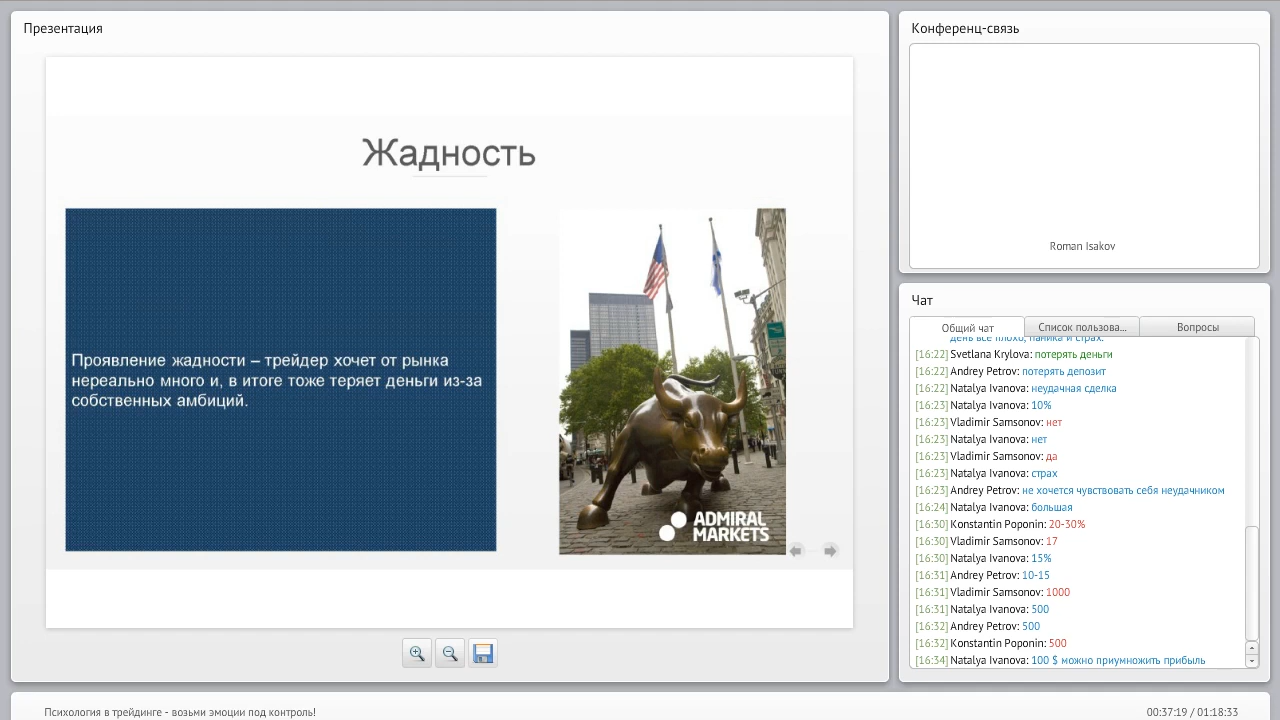 Презентация
Жадность
Проявление жадности – трейдер хочет от рынка
нереально много и, в итоге тоже теряет деньги из-за
собственных амбиций.
ADMIRAL
MARKETS
Конференц-связь
Roman Isakov
Чат
Общий чат
Список пользова...
Вопросы
день все плохо, паника и страх.
[16:22] Svetlana Krylova: потерять деньги
[16:22] Andrey Petrov: потерять депозит
[16:22] Natalya Ivanova: неудачная сделка
[16:23] Natalya Ivanova: 10%
[16:23] Vladimir Samsonov: нет
[16:23] Natalya Ivanova: нет
[16:23] Vladimir Samsonov: да
[16:23] Natalya Ivanova: страх
[16:23] Andrey Petrov: не хочется чувствовать себя неудачником
[16:24] Natalya Ivanova: большая
[16:30] Konstantin Poponin: 20-30%
[16:30] Vladimir Samsonov: 17
[16:30] Natalya Ivanova: 15%
[16:31] Andrey Petrov: 10-15
[16:31] Vladimir Samsonov: 1000
[16:31] Natalya Ivanova: 500
[16:32] Andrey Petrov: 500
[16:32] Konstantin Poponin: 500
[16:34] Natalya Ivanova: 100 $ можно приумножить прибыль
Психология в трейдинге - возьми эмоции под контроль!
00:37:19 / 01:18:33